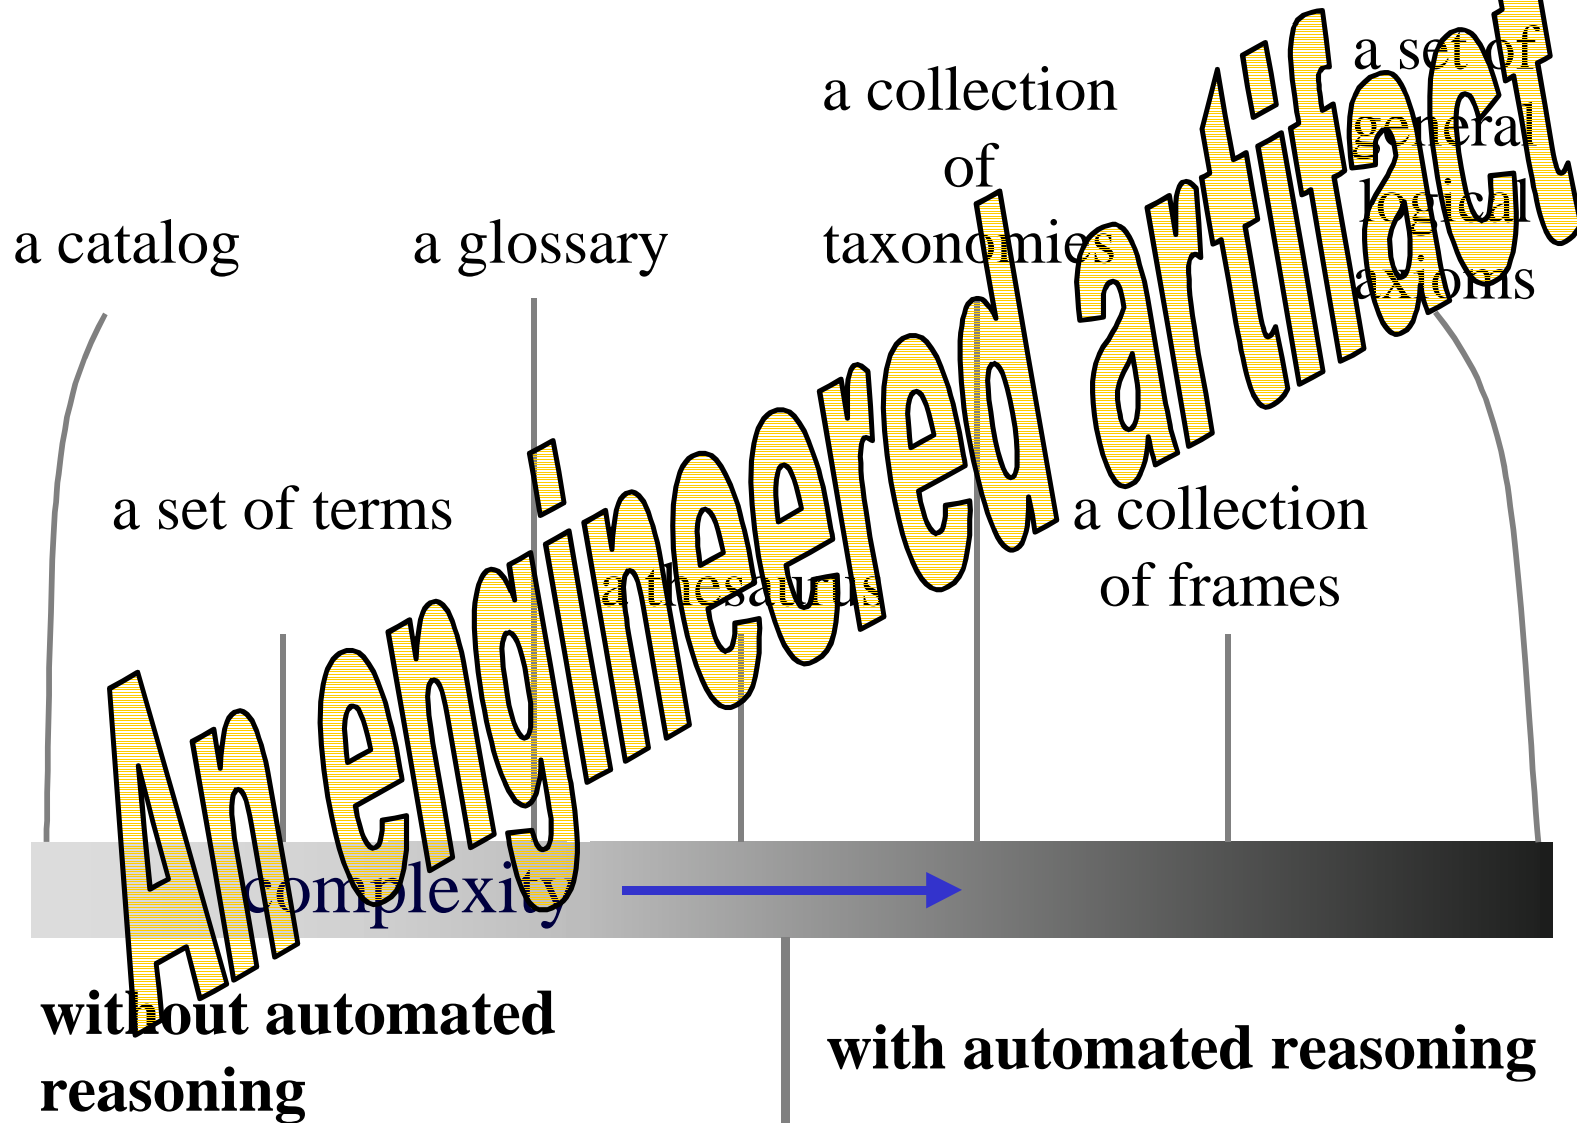 a set of
general
logical
axioms
a collection
of
taxonomies
a catalog
a glossary
An engineered artifact
a set of terms
a thesaurus
a collection
of frames
complexity
without automated
reasoning
with automated reasoning